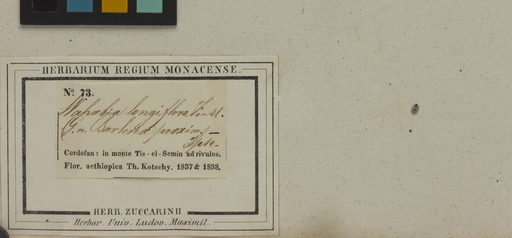 HERBARIUM REGIUM MONACENSE.
Nº. 73.
longiflora
Cordofan: in monte Tis-el-Semin ad rivulos.
Flor. aethiopica Th. Kotschy. 1837 & 1838.
HERB. ZUCCARINII
Herbar. Univ. Ludov. Maximil.